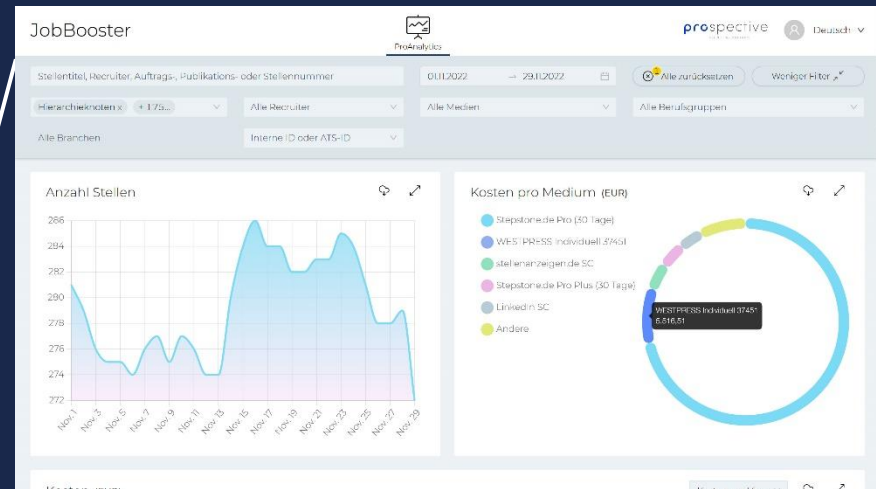 JobBooster
ProAnalytics
prospective
Deutsch
Stellentitel, Recruiter, Auftrags-, Publikations- oder Stellennummer
01.11.2022 → 29.11.2022
Alle zurücksetzen
Weniger Filter
Hierarchieknoten x
Alle Recruiter
Alle Medien
Alle Berufsgruppen
Alle Branchen
Interne ID oder ATS-ID
Anzahl Stellen
286
284
282
280
278
276
274
272
Nov. 1
Nov. 3
Nov. 5
Nov. 7
Nov. 9
Nov. 11
Nov. 13
Nov. 15
Nov. 17
Nov. 19
Nov. 21
Nov. 23
Nov. 25
Nov. 27
Nov. 29
Kosten pro Medium (EUR)
Stepstone.de Pro (30 Tage)
WESTPRESS Individuell 37451
stellenanzeigen.de SC
Stepstone.de Pro Plus (30 Tage)
LinkedIn SC
Andere
WESTPRESS Individuell 37451
6.516,51